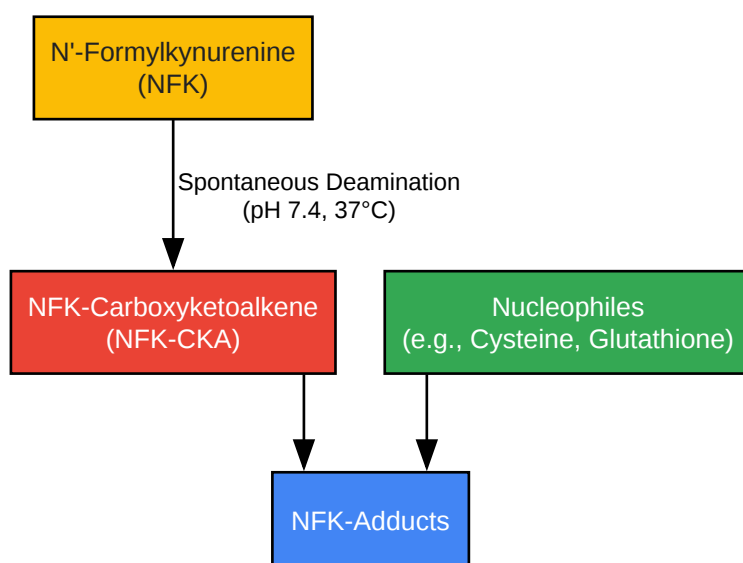 N'-Formylkynurenine
(NFK)
Spontaneous Deamination
(pH 7.4, 37°C)
NFK-Carboxyketoalkene
(NFK-CKA)
Nucleophiles
(e.g., Cysteine, Glutathione)
NFK-Adducts